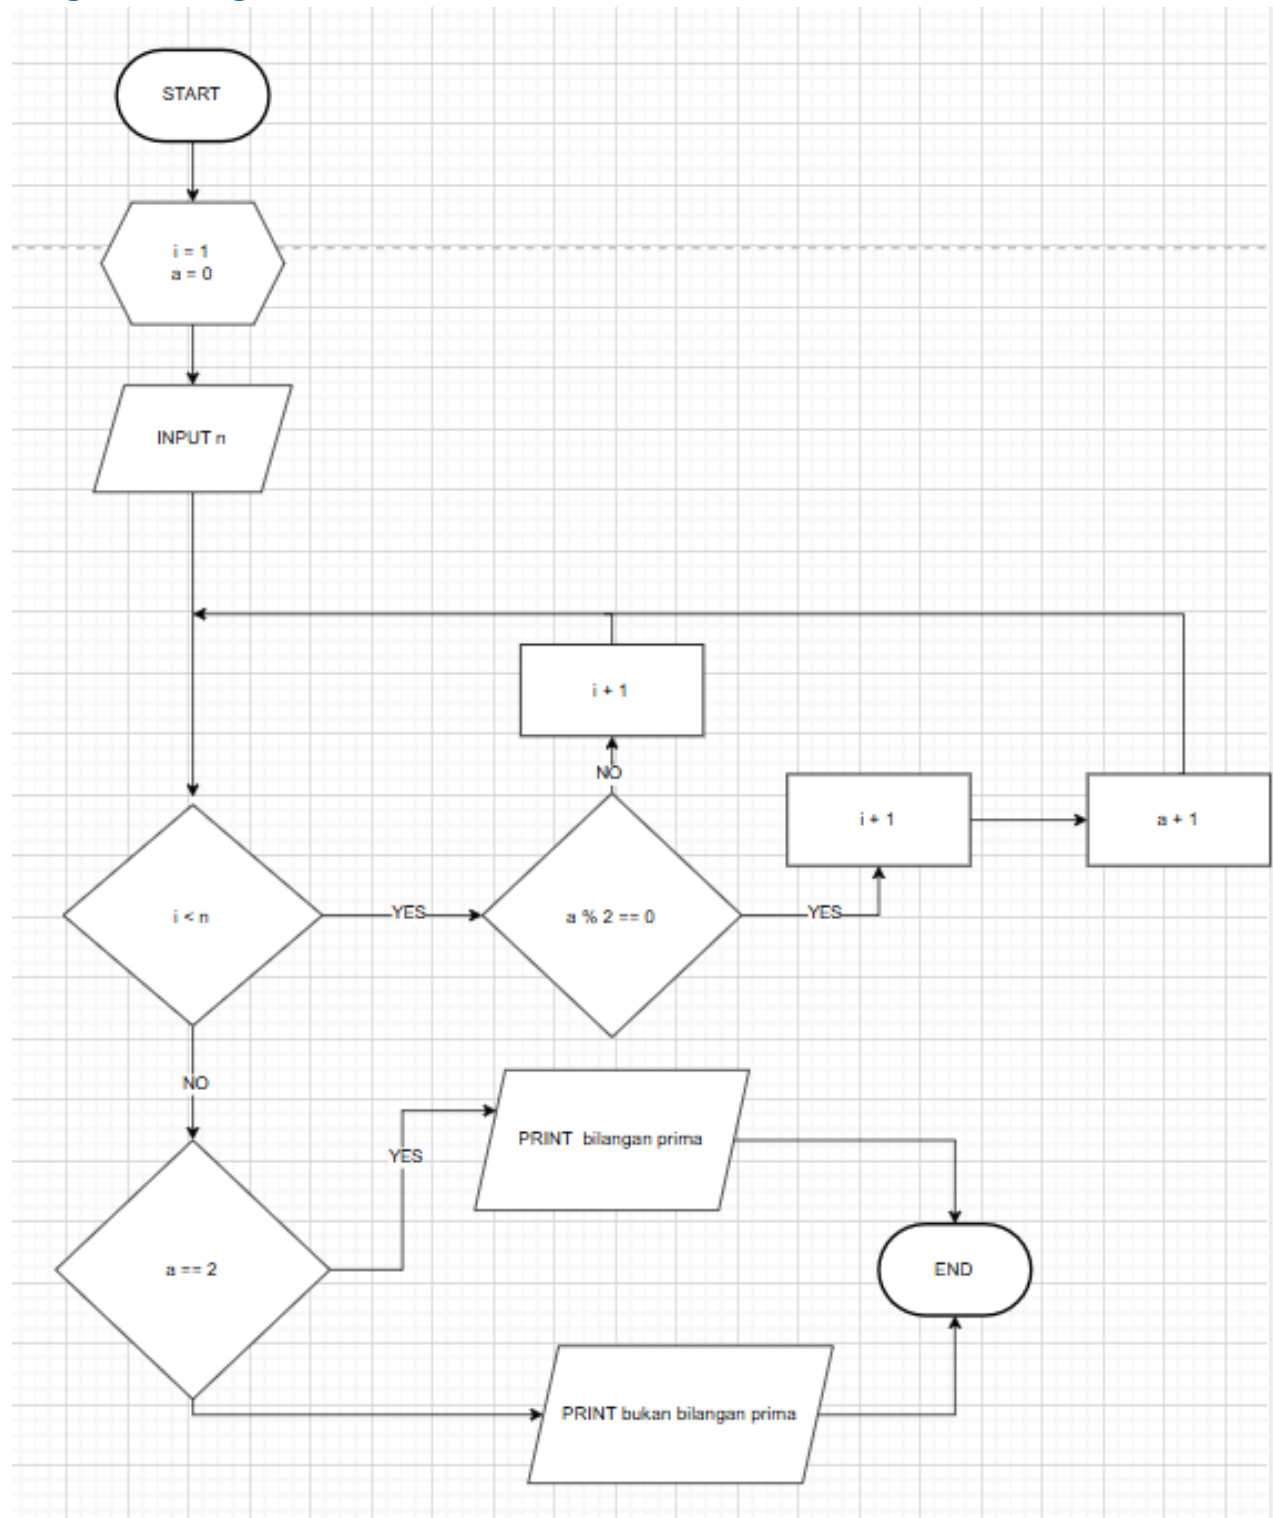 START
i = 1
a = 0
INPUT n
i + 1
NO
i + 1
a + 1
i < n
YES
a % 2 == 0
YES
NO
PRINT bilangan prima
YES
a == 2
END
PRINT bukan bilangan prima